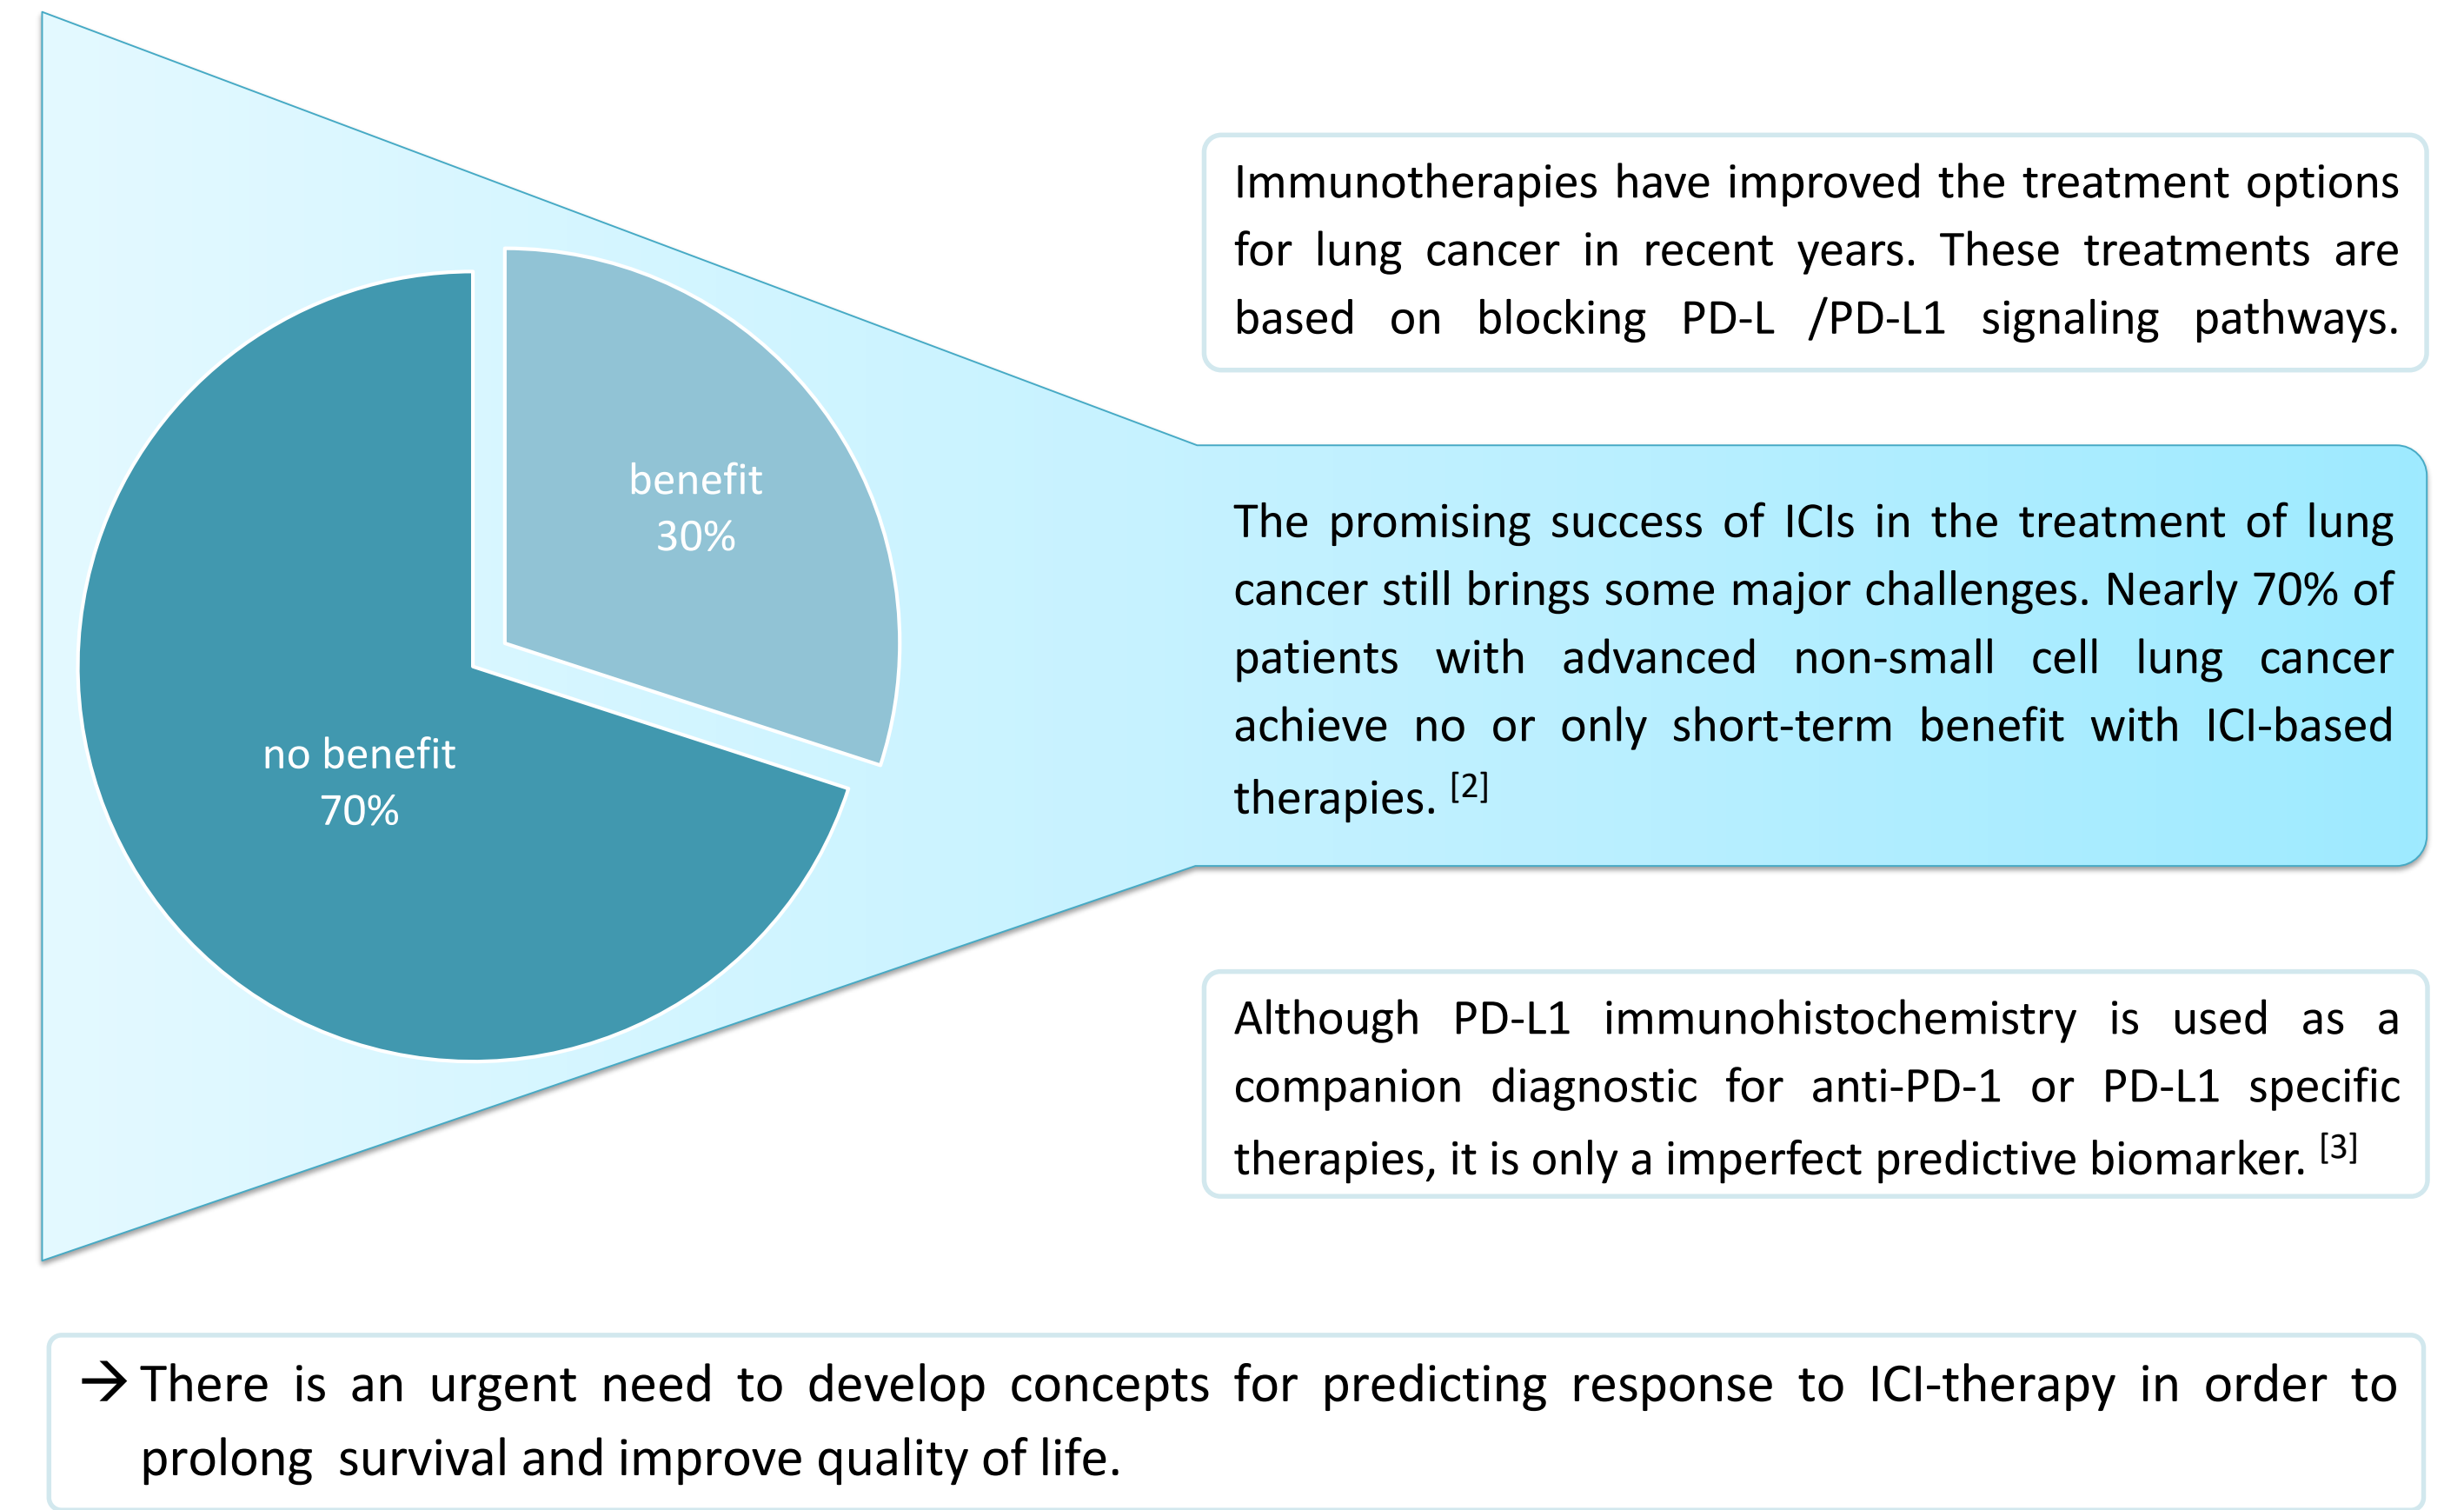 benefit
30%
no benefit
70%
Immunotherapies have improved the treatment options
for lung cancer in recent years. These treatments are
based on blocking PD-L /PD-L1 signaling pathways.
The promising success of ICIs in the treatment of lung
cancer still brings some major challenges. Nearly 70% of
patients with advanced non-small cell lung cancer
achieve no or only short-term benefit with ICI-based
therapies. [2]
Although PD-L1 immunohistochemistry is used as a
companion diagnostic for anti-PD-1 or PD-L1 specific
therapies, it is only a imperfect predictive biomarker. [3]
→ There is an urgent need to develop concepts for predicting response to ICI-therapy in order to
prolong survival and improve quality of life.